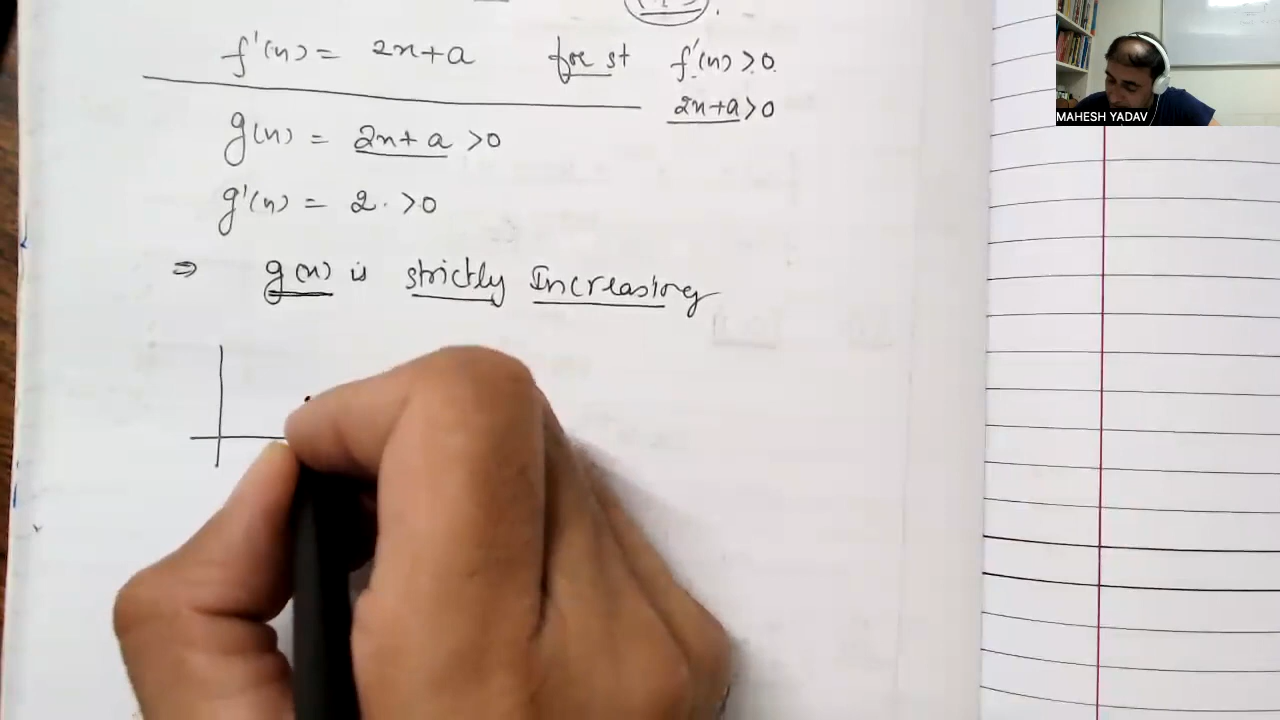 f'(x) = 2x+a for st f'(x) > 0.
2x+a > 0
g(x) = 2x+a > 0
g'(x) = 2. > 0
⇒ g(x) is strictly Increasing
MAHESH YADAV